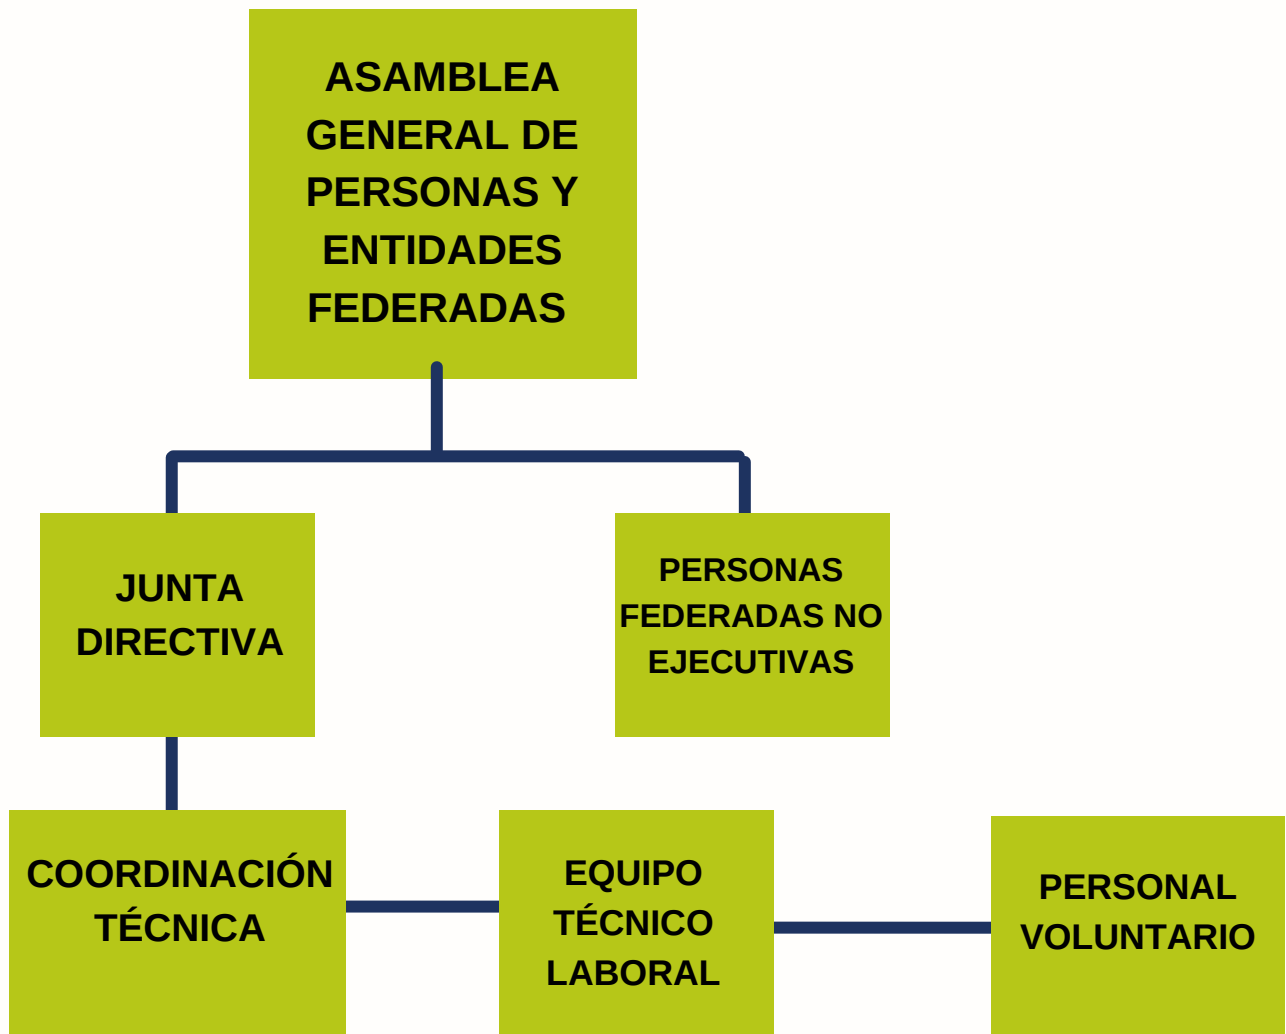 ASAMBLEA
GENERAL DE
PERSONAS Y
ENTIDADES
FEDERADAS
JUNTA
DIRECTIVA
PERSONAS
FEDERADAS NO
EJECUTIVAS
COORDINACIÓN
TÉCNICA
EQUIPO
TÉCNICO
LABORAL
PERSONAL
VOLUNTARIO